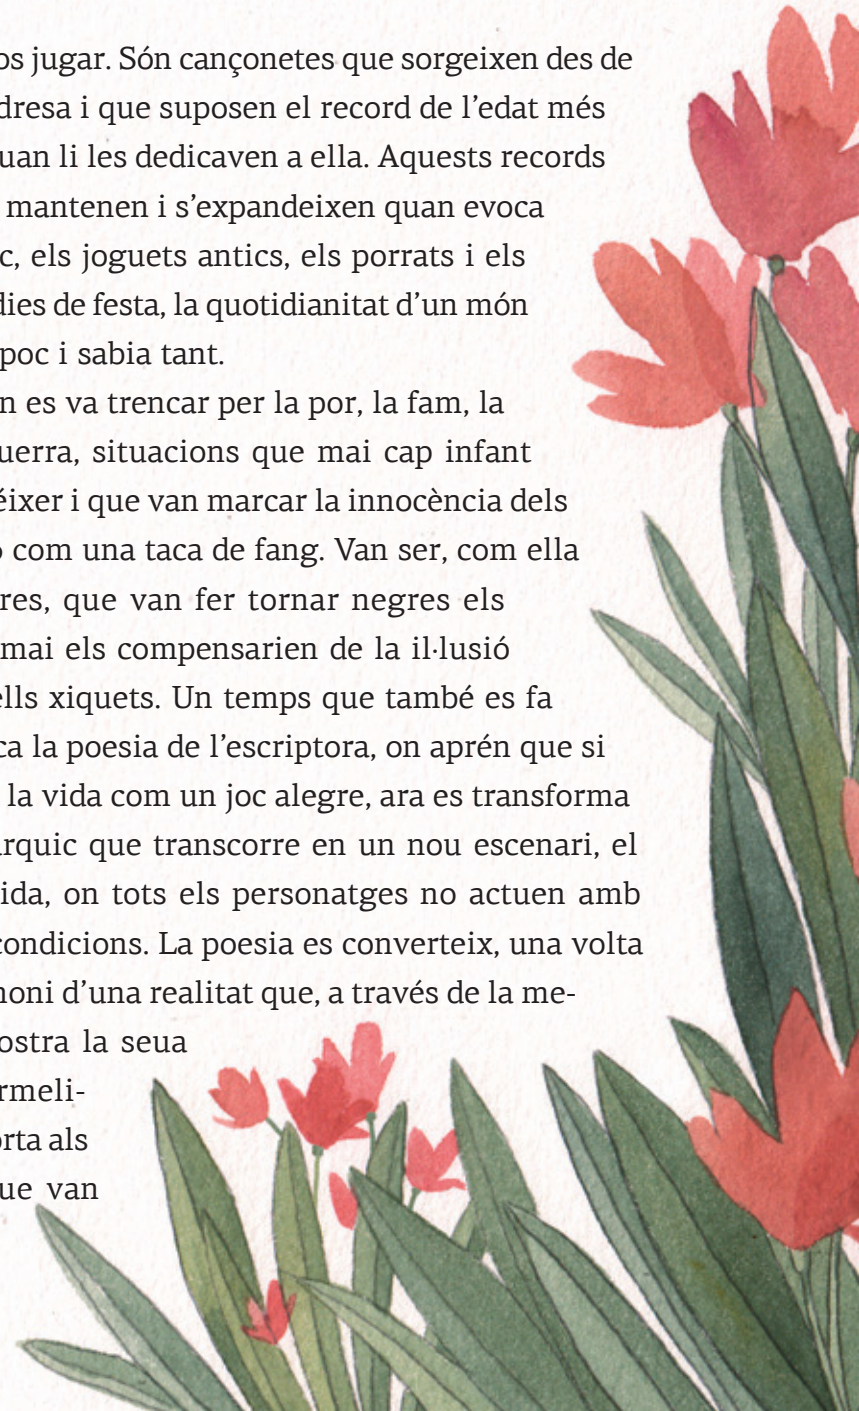 os jugar. Són cançonetes que sorgeixen des de
dresa i que suposen el record de l’edat més
uan li les dedicaven a ella. Aquests records
mantenen i s’expandeixen quan evoca
c, els joguets antics, els porrats i els
dies de festa, la quotidianitat d’un món
poc i sabia tant.
n es va trencar per la por, la fam, la
uerra, situacions que mai cap infant
éixer i que van marcar la innocència dels
com una taca de fang. Van ser, com ella
res, que van fer tornar negres els
mai els compensarien de la il·lusió
ells xiquets. Un temps que també es fa
ca la poesia de l’escriptora, on aprén que si
la vida com un joc alegre, ara es transforma
rquic que transcorre en un nou escenari, el
ida, on tots els personatges no actuen amb
condicions. La poesia es converteix, una volta
moni d’una realitat que, a través de la me-
ostra la seua
rmeli-
orta als
ue van